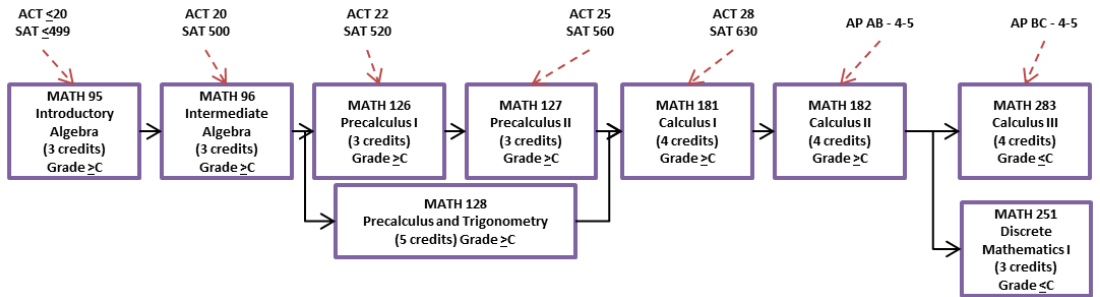 ACT ≤20
SAT ≤499
ACT 20
SAT 500
ACT 22
SAT 520
ACT 25
SAT 560
ACT 28
SAT 630
AP AB - 4-5
AP BC - 4-5
MATH 95
Introductory
Algebra
(3 credits)
Grade ≥C
MATH 96
Intermediate
Algebra
(3 credits)
Grade ≥C
MATH 126
Precalculus I
(3 credits)
Grade ≥C
MATH 127
Precalculus II
(3 credits)
Grade ≥C
MATH 181
Calculus I
(4 credits)
Grade ≥C
MATH 182
Calculus II
(4 credits)
Grade ≥C
MATH 283
Calculus III
(4 credits)
Grade ≤C
MATH 128
Precalculus and Trigonometry
(5 credits) Grade ≥C
MATH 251
Discrete
Mathematics I
(3 credits)
Grade ≤C